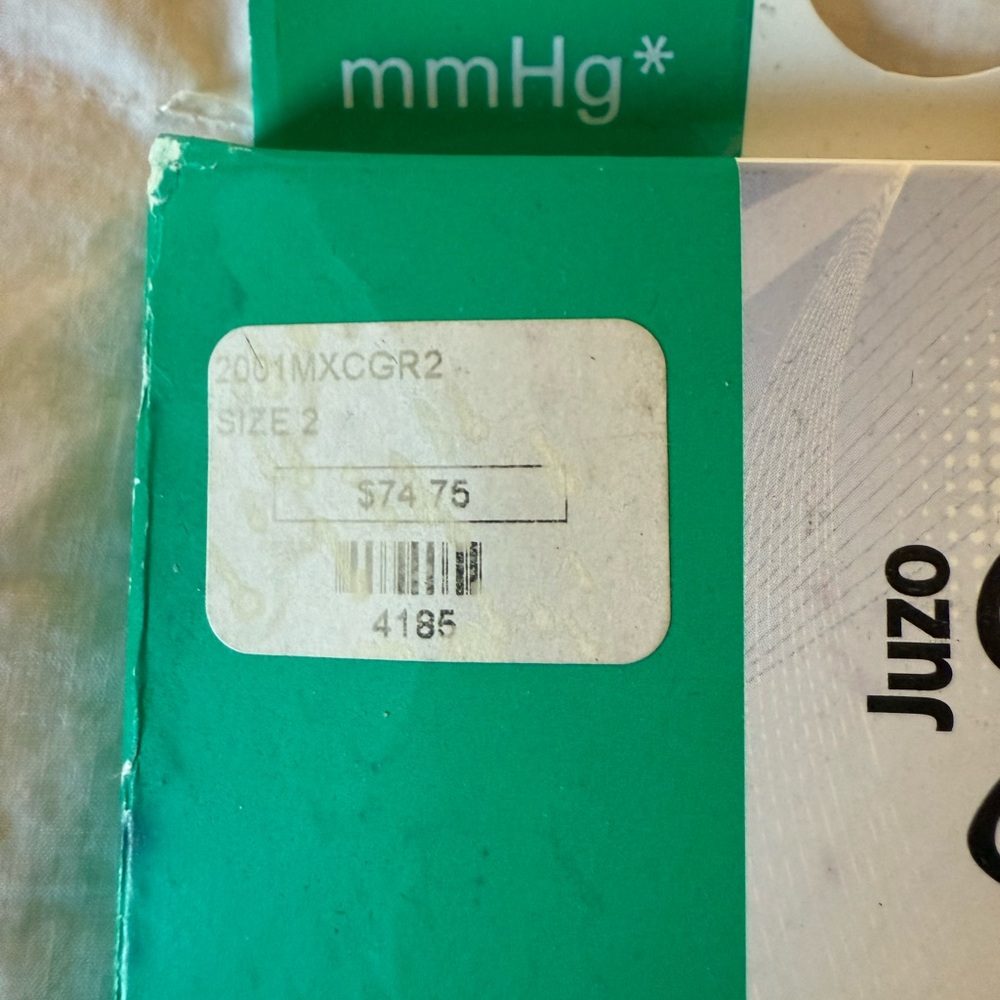 mmHg*
2001MXCGR2
SIZE 2
$74.75
4185
Juzo